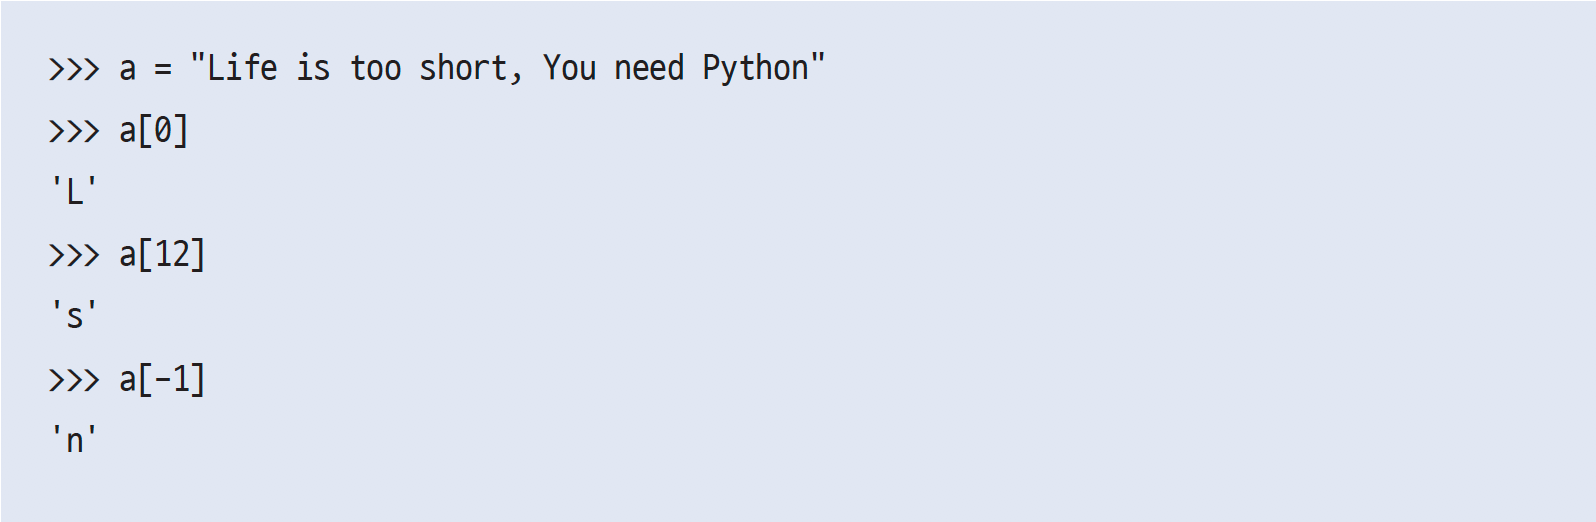 >>> a = "Life is too short, You need Python"
>>> a[0]
'L'
>>> a[12]
's'
>>> a[-1]
'n'